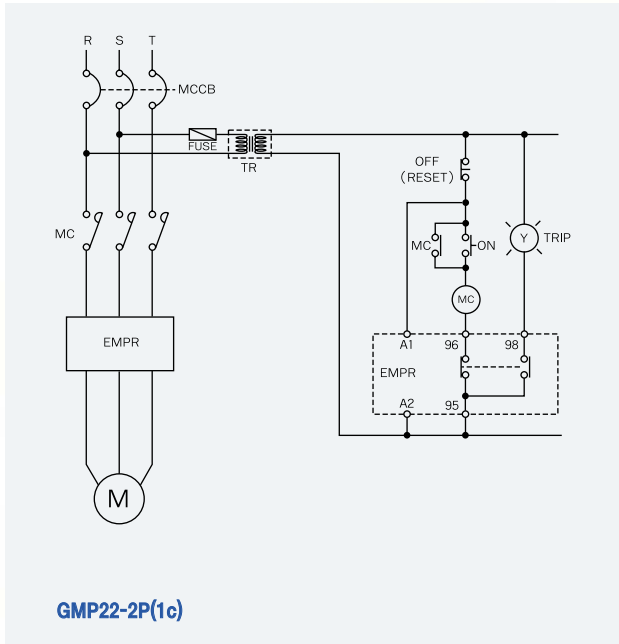 R S T
MCCB
FUSE
TR
OFF
(RESET)
MC
MC
ON
Y
TRIP
MC
EMPR
A1
96
98
EMPR
A2
95
M
GMP22-2P(1c)